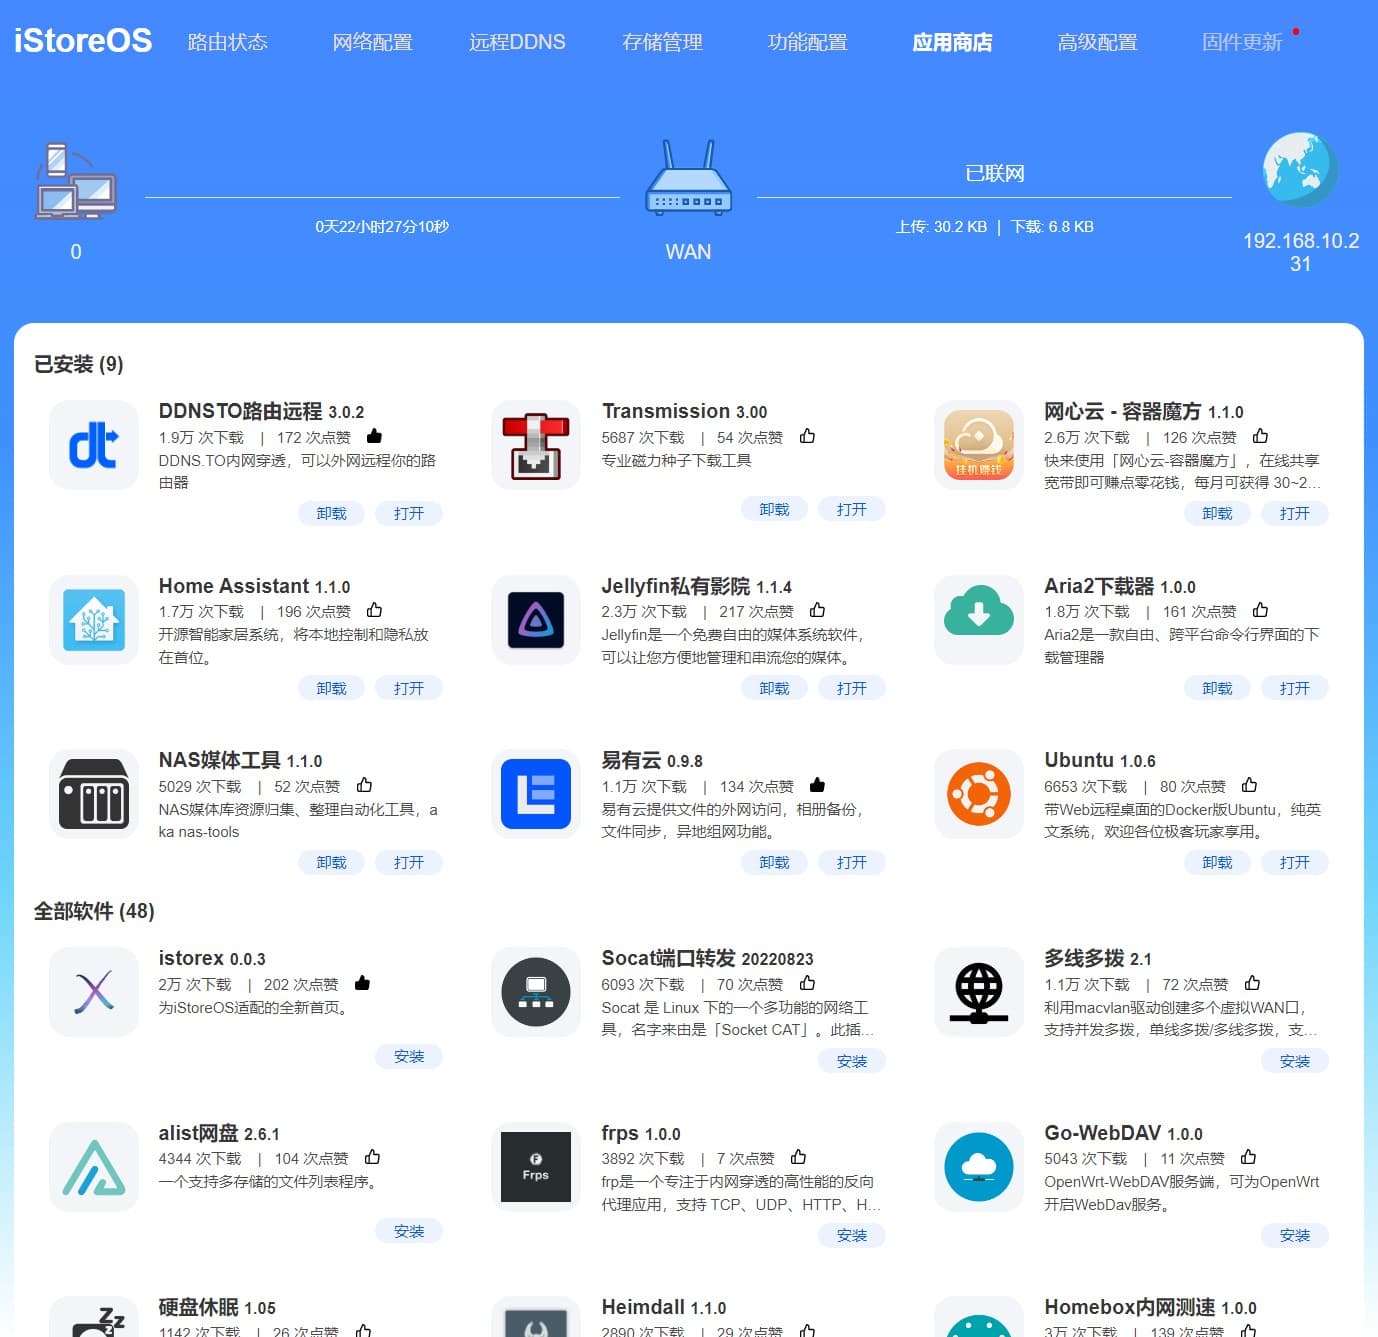 iStoreOS 路由状态 网络配置 远程DDNS 存储管理 功能配置 应用商店 高级配置 固件更新
已联网
0天22小时27分10秒
上传: 30.2 KB | 下载: 6.8 KB
0
WAN
192.168.10.2
31
已安装 (9)
DDNSTO路由远程 3.0.2
1.9万 次下载 | 172 次点赞
DDNS.TO内网穿透，可以外网远程你的路
由器
卸载 打开
Transmission 3.00
5687 次下载 | 54 次点赞
专业磁力种子下载工具
卸载 打开
挂机赚钱
网心云 - 容器魔方 1.1.0
2.6万 次下载 | 126 次点赞
快来使用「网心云-容器魔方」，在线共享
宽带即可赚点零花钱，每月可获得 30~2...
卸载 打开
Home Assistant 1.1.0
1.7万 次下载 | 196 次点赞
开源智能家居系统，将本地控制和隐私放
在首位。
卸载 打开
Jellyfin私有影院 1.1.4
2.3万 次下载 | 217 次点赞
Jellyfin是一个免费自由的媒体系统软件，
可以让您方便地管理和串流您的媒体。
卸载 打开
Aria2下载器 1.0.0
1.8万 次下载 | 161 次点赞
Aria2是一款自由、跨平台命令行界面的下
载管理器
卸载 打开
NAS媒体工具 1.1.0
5029 次下载 | 52 次点赞
NAS媒体库资源归集、整理自动化工具，a
ka nas-tools
卸载 打开
易有云 0.9.8
1.1万 次下载 | 134 次点赞
易有云提供文件的外网访问，相册备份，
文件同步，异地组网功能。
卸载 打开
Ubuntu 1.0.6
6653 次下载 | 80 次点赞
带Web远程桌面的Docker版Ubuntu，纯英
文系统，欢迎各位极客玩家享用。
卸载 打开
全部软件 (48)
istorex 0.0.3
2万 次下载 | 202 次点赞
为iStoreOS适配的全新首页。
安装
Socat端口转发 20220823
6093 次下载 | 70 次点赞
Socat 是 Linux 下的一个多功能的网络工
具，名字来由是「Socket CAT」。此插...
安装
多线多拨 2.1
1.1万 次下载 | 72 次点赞
利用macvlan驱动创建多个虚拟WAN口，
支持并发多拨，单线多拨/多线多拨，支...
安装
alist网盘 2.6.1
4344 次下载 | 104 次点赞
一个支持多存储的文件列表程序。
安装
Frps
frps 1.0.0
3892 次下载 | 7 次点赞
frp是一个专注于内网穿透的高性能的反向
代理应用，支持 TCP、UDP、HTTP、H...
安装
Go-WebDAV 1.0.0
5043 次下载 | 11 次点赞
OpenWrt-WebDAV服务端，可为OpenWrt
开启WebDav服务。
安装
硬盘休眠 1.05
1142 次下载 | 26 次点赞
Heimdall 1.1.0
2890 次下载 | 29 次点赞
Homebox内网测速 1.0.0
3万 次下载 | 139 次点赞